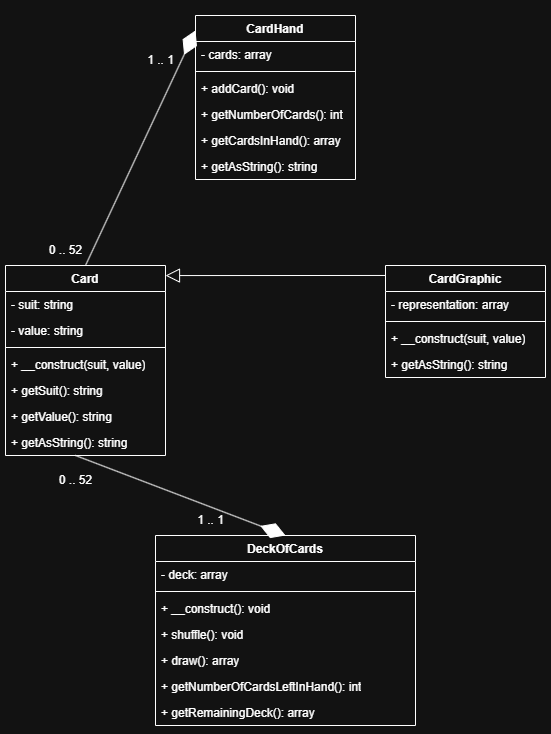 CardHand
- cards: array
+ addCard(): void
+ getNumberOfCards(): int
+ getCardsInHand(): array
+ getAsString(): string
1 .. 1
0 .. 52
Card
- suit: string
- value: string
+ __construct(suit, value)
+ getSuit(): string
+ getValue(): string
+ getAsString(): string
CardGraphic
- representation: array
+ __construct(suit, value)
+ getAsString(): string
0 .. 52
1 .. 1
DeckOfCards
- deck: array
+ __construct(): void
+ shuffle(): void
+ draw(): array
+ getNumberOfCardsLeftInHand(): int
+ getRemainingDeck(): array